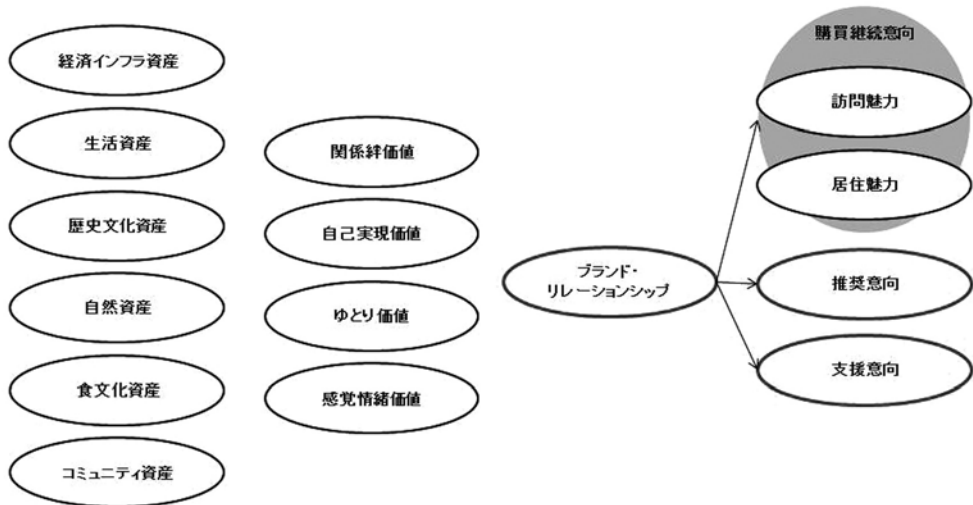 経済インフラ資産
生活資産
歴史文化資産
自然資産
食文化資産
コミュニティ資産
関係絆価値
自己実現価値
ゆとり価値
感覚情緒価値
ブランド・
リレーションシップ
購買継続意向
訪問魅力
居住魅力
推奨意向
支援意向